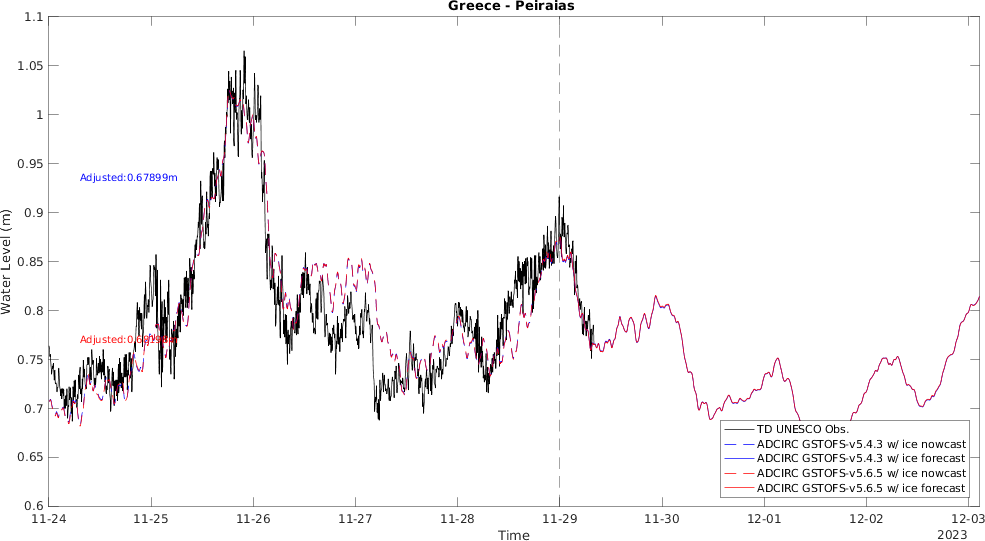 Greece - Peiraias
1.1
1.05
1
0.95
0.9
0.85
0.8
0.75
0.7
0.65
0.6
Water Level (m)
Adjusted:0.67899m
11-24
11-25
11-26
11-27
11-28
11-29
11-30
12-01
12-02
12-03
Time
2023
TD UNESCO Obs.
ADCIRC GSTOFS-v5.4.3 w/ ice nowcast
ADCIRC GSTOFS-v5.4.3 w/ ice forecast
ADCIRC GSTOFS-v5.6.5 w/ ice nowcast
ADCIRC GSTOFS-v5.6.5 w/ ice forecast